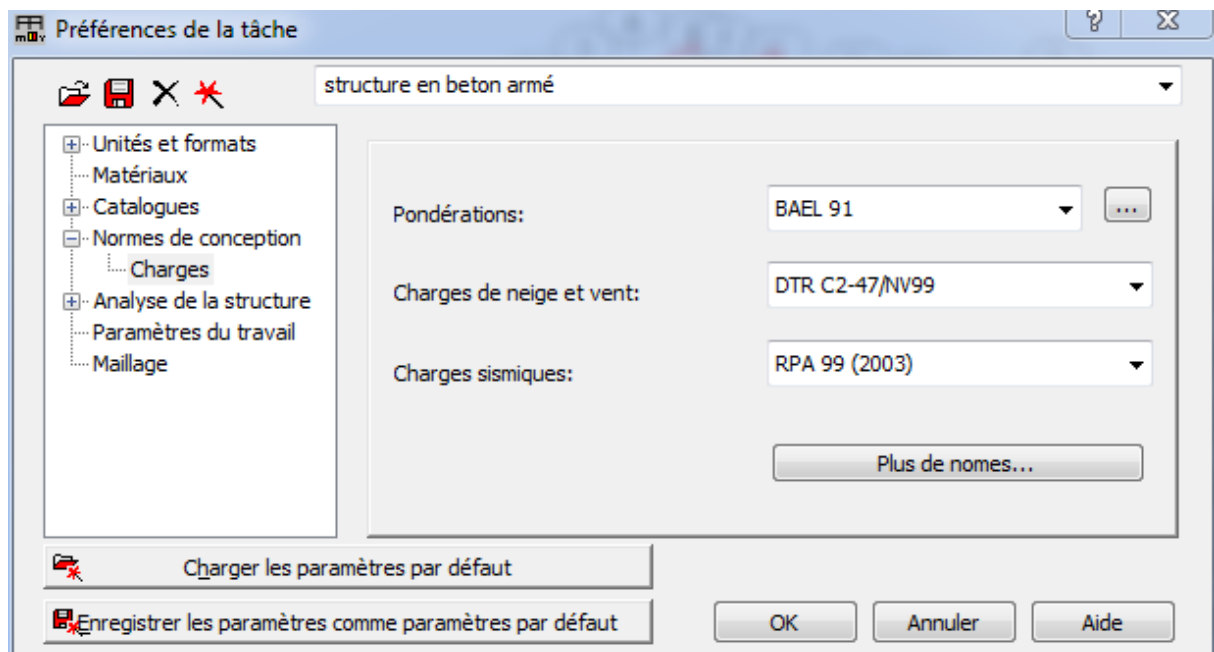 Préférences de la tâche
structure en beton armé
Unités et formats
Matériaux
Catalogues
Normes de conception
Charges
Analyse de la structure
Paramètres du travail
Maillage
Pondérations:
BAEL 91
...
Charges de neige et vent:
DTR C2-47/NV99
Charges sismiques:
RPA 99 (2003)
Plus de nomes...
Charger les paramètres par défaut
Enregistrer les paramètres comme paramètres par défaut
OK
Annuler
Aide